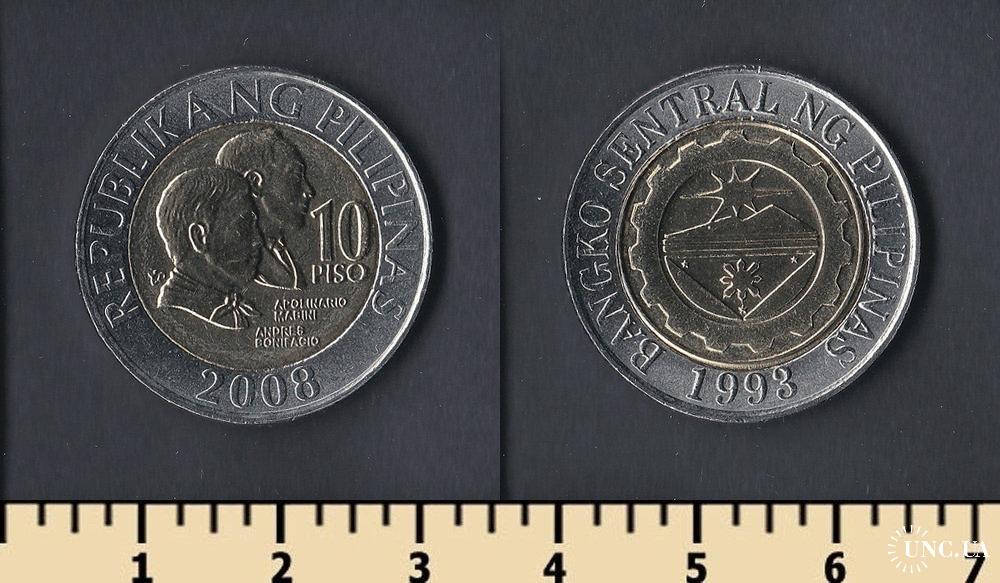 REPUBLIKA NG PILIPINAS
10
PISO
APOLINARIO
MABINI
ANDRES
BONIFACIO
2008
BANGKO SENTRAL NG PILIPINAS
1993
1 2 3 4 5 6 7
UNC.UA